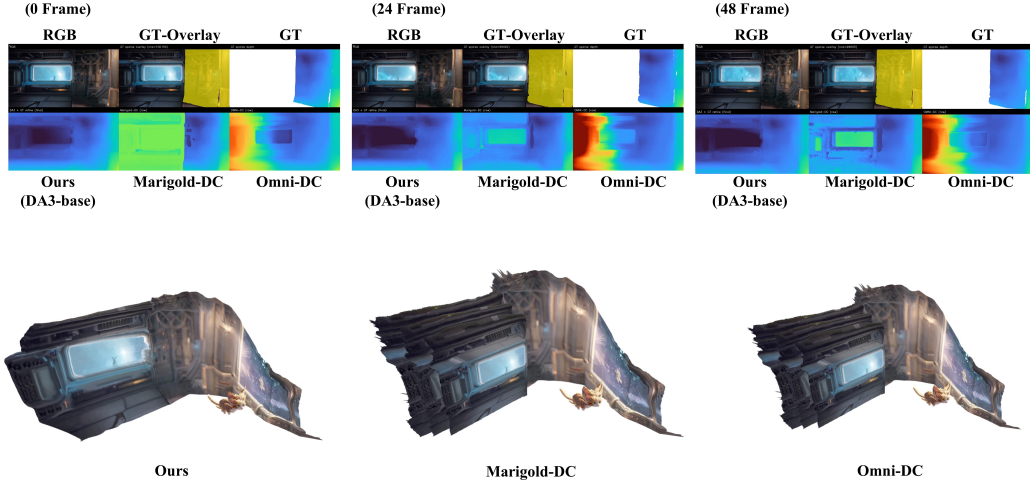 (0 Frame) (24 Frame) (48 Frame)
RGB GT-Overlay GT RGB GT-Overlay GT RGB GT-Overlay GT
Ours Marigold-DC Omni-DC Ours Marigold-DC Omni-DC Ours Marigold-DC Omni-DC
(DA3-base) (DA3-base) (DA3-base)
Ours Marigold-DC Omni-DC